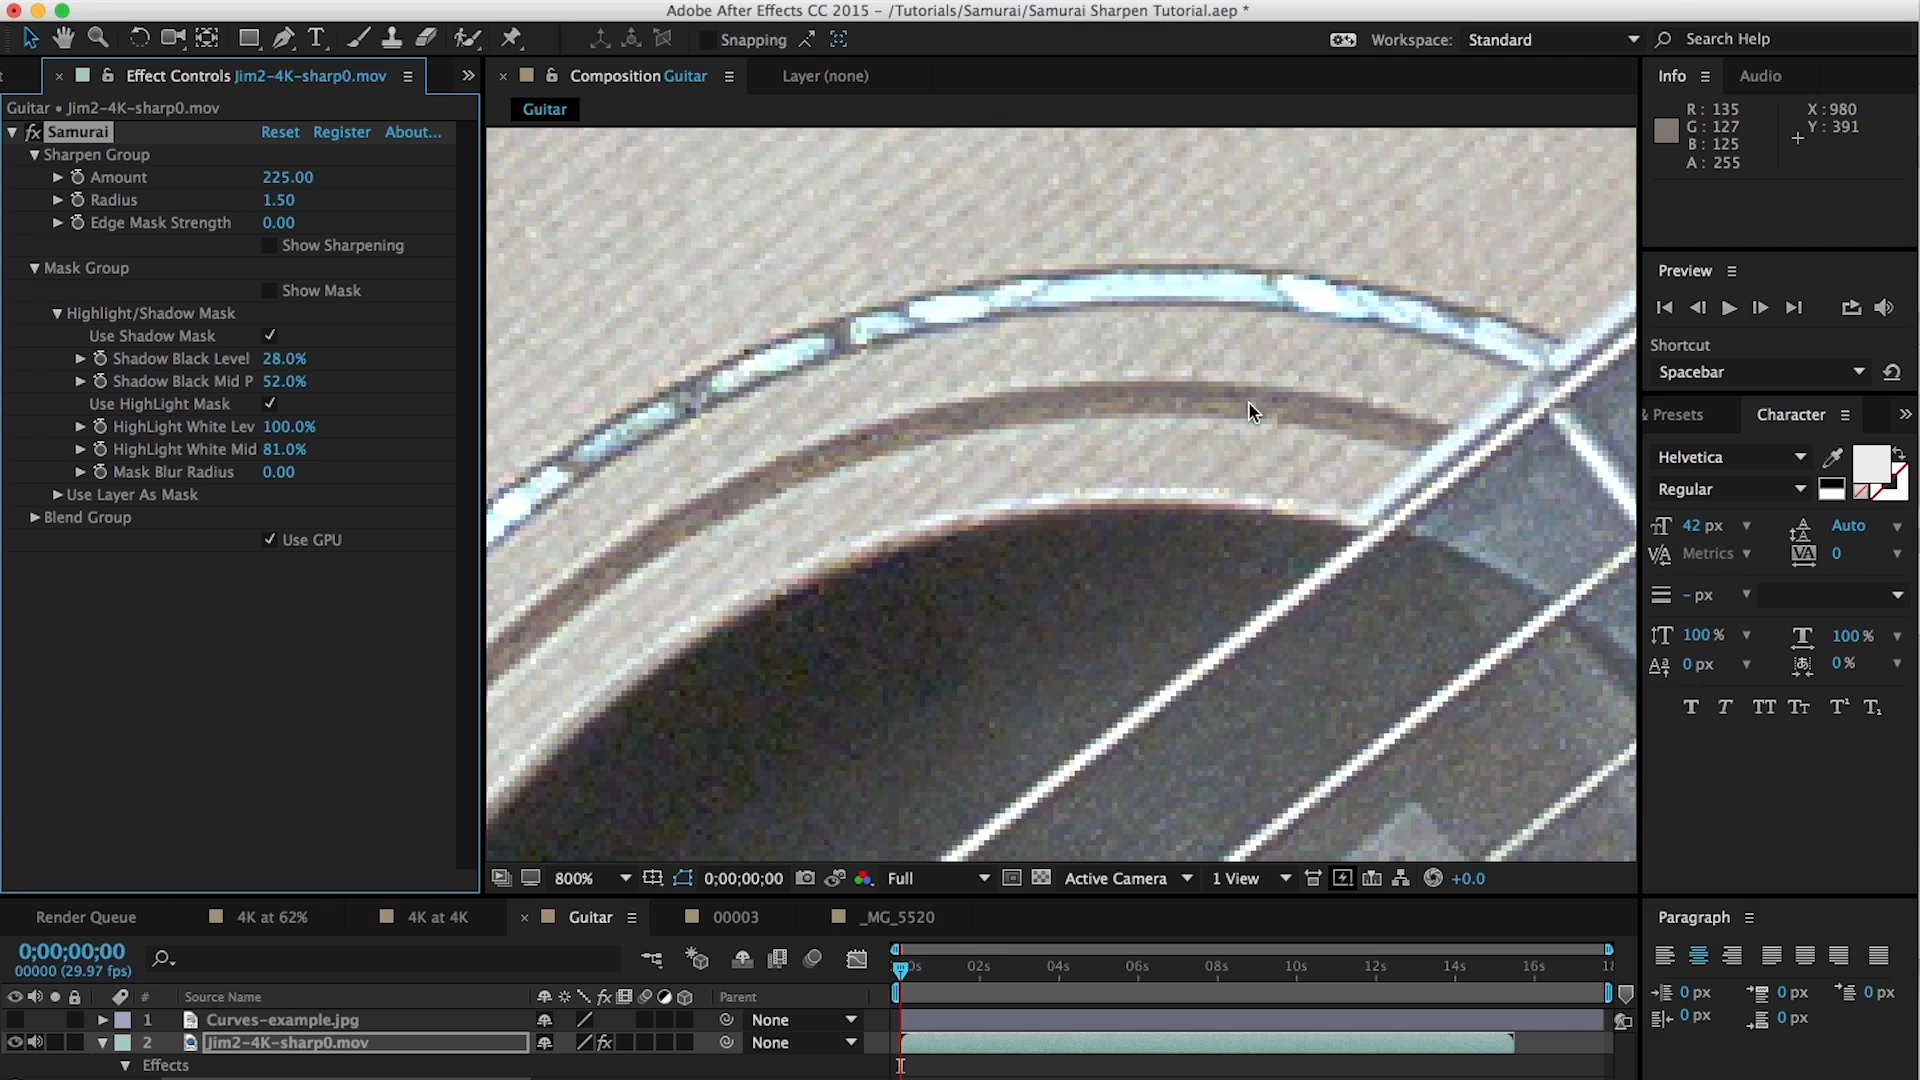 Adobe After Effects CC 2015 – /Tutorials/Samurai/Samurai Sharpen Tutorial.aep *
Snapping
Workspace: Standard
Search Help
Effect Controls Jim2-4K-sharp0.mov
Composition Guitar
Layer (none)
Info
Audio
Guitar • Jim2-4K-sharp0.mov
Guitar
R: 135
G: 127
B: 125
A: 255
X: 980
Y: 391
fx Samurai Reset Register About...
Sharpen Group
Amount 225.00
Radius 1.50
Edge Mask Strength 0.00
Show Sharpening
Mask Group
Show Mask
Highlight/Shadow Mask
Use Shadow Mask
Shadow Black Level 28.0%
Shadow Black Mid P 52.0%
Use HighLight Mask
HighLight White Lev 100.0%
HighLight White Mid 81.0%
Mask Blur Radius 0.00
Use Layer As Mask
Blend Group
Use GPU
Preview
Shortcut
Spacebar
& Presets
Character
Helvetica
Regular
42 px
Auto
Metrics
0
- px
100 %
100 %
0 px
0 %
T T TT Tt T¹ T₁
800%
0;00;00;00
Full
Active Camera
1 View
+0.0
Render Queue
4K at 62%
4K at 4K
Guitar
00003
_MG_5520
Paragraph
0;00;00;00
00000 (29.97 fps)
0s 02s 04s 06s 08s 10s 12s 14s 16s 18
# Source Name fx Parent
1 Curves-example.jpg None
2 Jim2-4K-sharp0.mov fx None
Effects
0 px 0 px 0 px
0 px 0 px